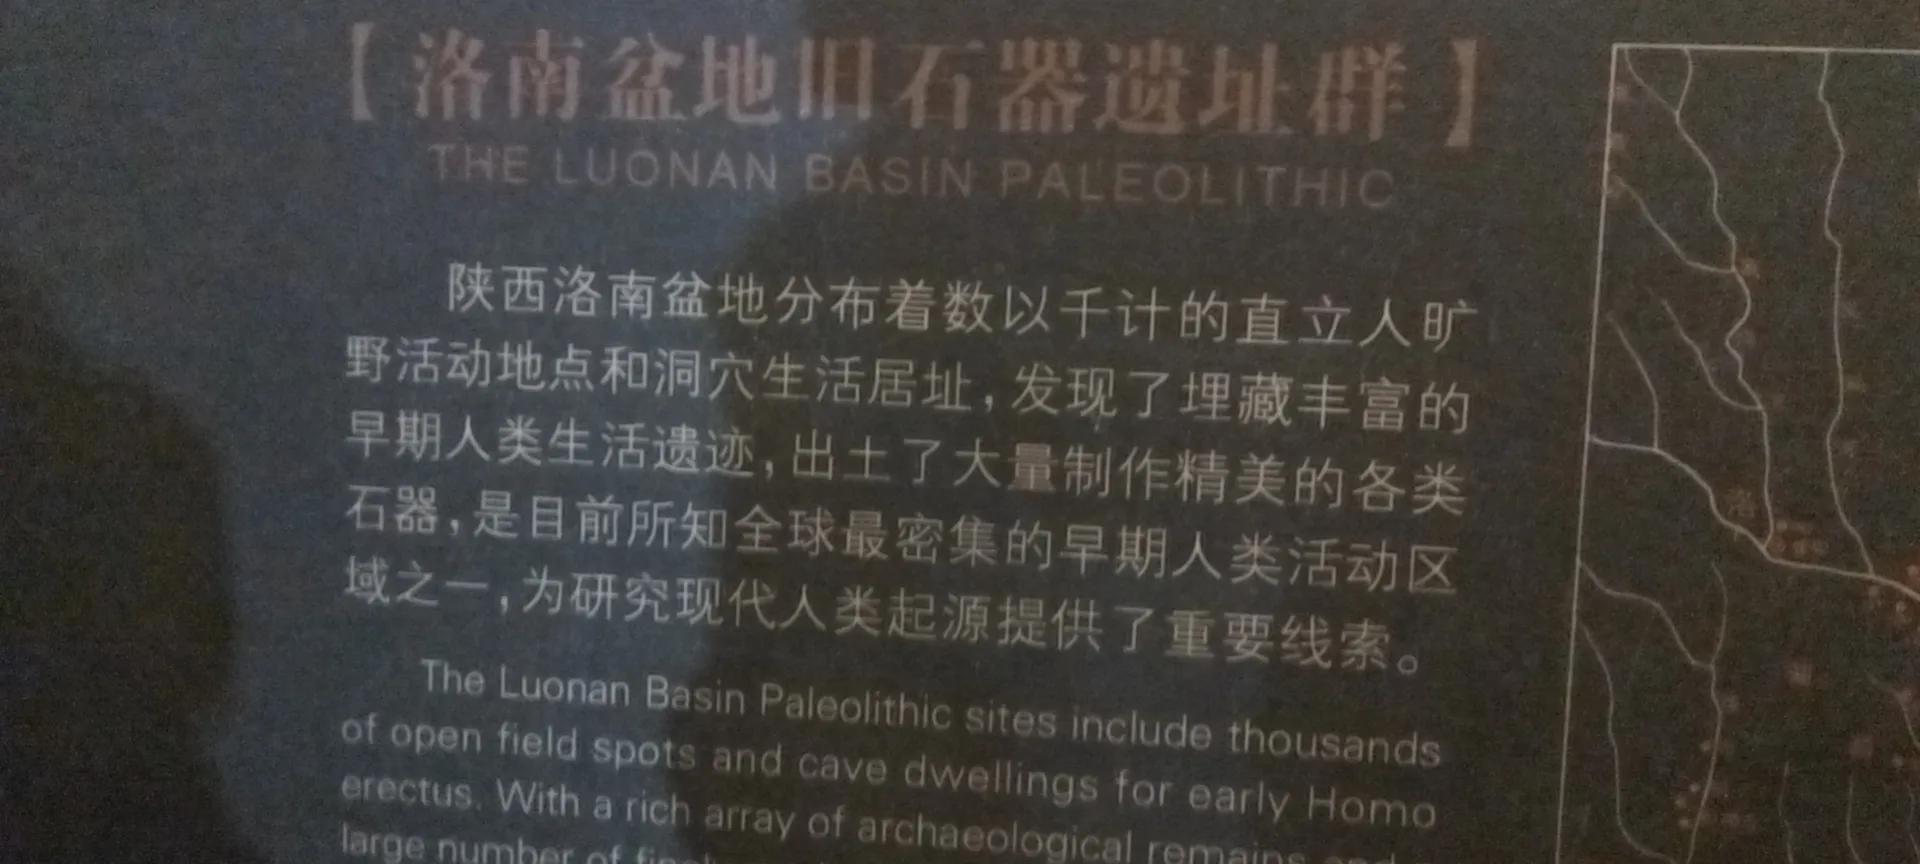 【洛南盆地旧石器遗址群】
THE LUONAN BASIN PALEOLITHIC
陕西洛南盆地分布着数以千计的直立人旷
野活动地点和洞穴生活居址，发现了埋藏丰富的
早期人类生活遗迹，出土了大量制作精美的各类
石器，是目前所知全球最密集的早期人类活动区
域之一，为研究现代人类起源提供了重要线索。
The Luonan Basin Paleolithic sites include thousands
of open field spots and cave dwellings for early Homo
erectus. With a rich array of archaeological remains and
large number of